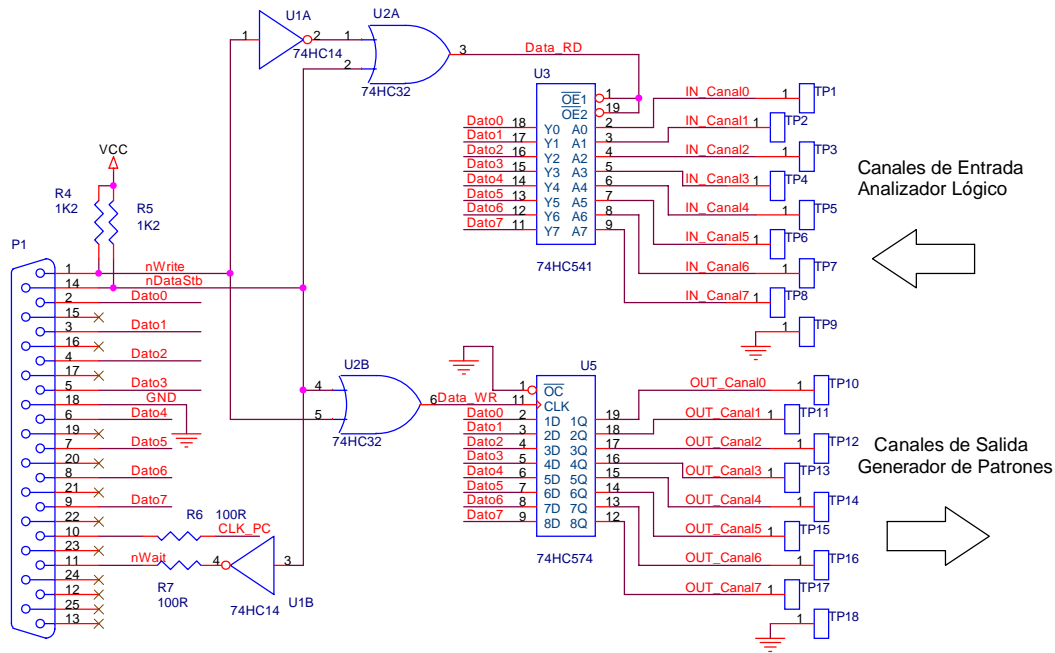 U1A
U2A
1
2
74HC14
1
2
3
74HC32
Data_RD
U3
OE1
OE2
1
19
Dato0 18 Y0 A0 2 IN_Canal0 1 TP1
Dato1 17 Y1 A1 3 IN_Canal1 1 TP2
Dato2 16 Y2 A2 4 IN_Canal2 1 TP3
Dato3 15 Y3 A3 5 IN_Canal3 1 TP4
Dato4 14 Y4 A4 6 IN_Canal4 1 TP5
Dato5 13 Y5 A5 7 IN_Canal5 1 TP6
Dato6 12 Y6 A6 8 IN_Canal6 1 TP7
Dato7 11 Y7 A7 9 IN_Canal7 1 TP8
74HC541
1 TP9
Canales de Entrada
Analizador Lógico
VCC
R4
1K2
R5
1K2
P1
1 nWrite
14 nDataStb
2 Dato0
15
3 Dato1
16
4 Dato2
17
5 Dato3
18 GND
6 Dato4
19
7 Dato5
20
8 Dato6
21
9 Dato7
22
10 R6 100R CLK_PC
23
11 nWait
24
12
25
13
R7
100R
4
3
74HC14
U1B
U2B
4
5
6
74HC32
Data_WR
U5
1 OC
11 CLK
Dato0 2 1D 1Q 19 OUT_Canal0 1 TP10
Dato1 3 2D 2Q 18 OUT_Canal1 1 TP11
Dato2 4 3D 3Q 17 OUT_Canal2 1 TP12
Dato3 5 4D 4Q 16 OUT_Canal3 1 TP13
Dato4 6 5D 5Q 15 OUT_Canal4 1 TP14
Dato5 7 6D 6Q 14 OUT_Canal5 1 TP15
Dato6 8 7D 7Q 13 OUT_Canal6 1 TP16
Dato7 9 8D 8Q 12 OUT_Canal7 1 TP17
74HC574
1 TP18
Canales de Salida
Generador de Patrones